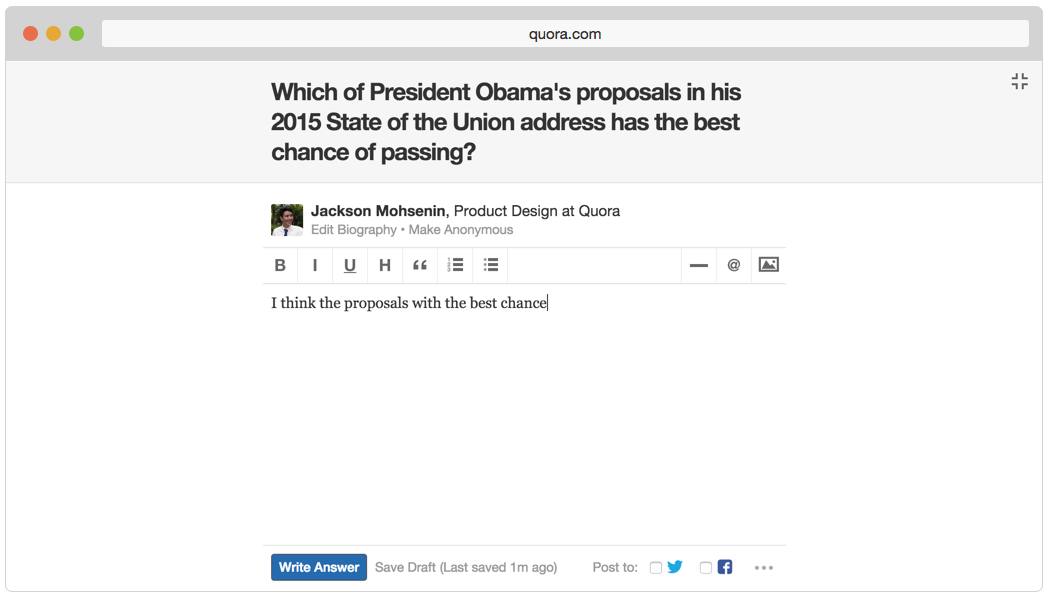 quora.com
Which of President Obama's proposals in his
2015 State of the Union address has the best
chance of passing?
Jackson Mohsenin, Product Design at Quora
Edit Biography • Make Anonymous
B I U H “ @
I think the proposals with the best chance
Write Answer Save Draft (Last saved 1m ago) Post to: